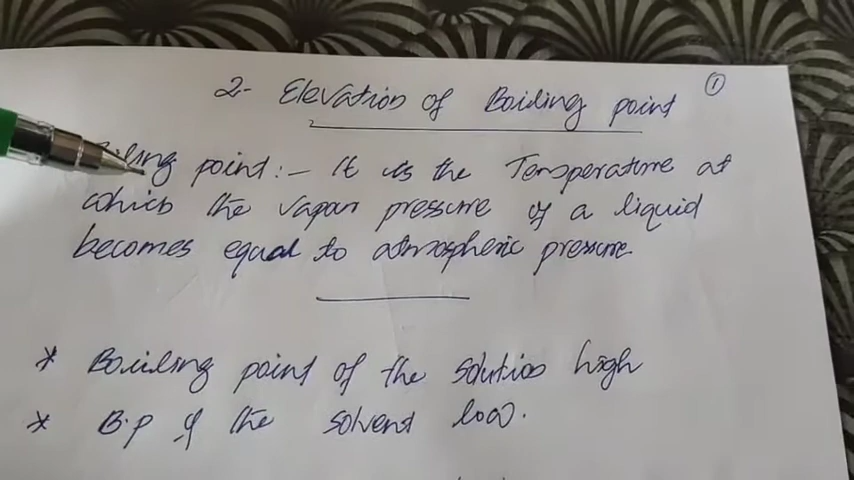 2- Elevation of Boiling point ①
Boiling point:- It is the Temperature at
which the vapour pressure of a liquid
becomes equal to atmospheric pressure.
* Boiling point of the solution high
* B.p of the solvent low.